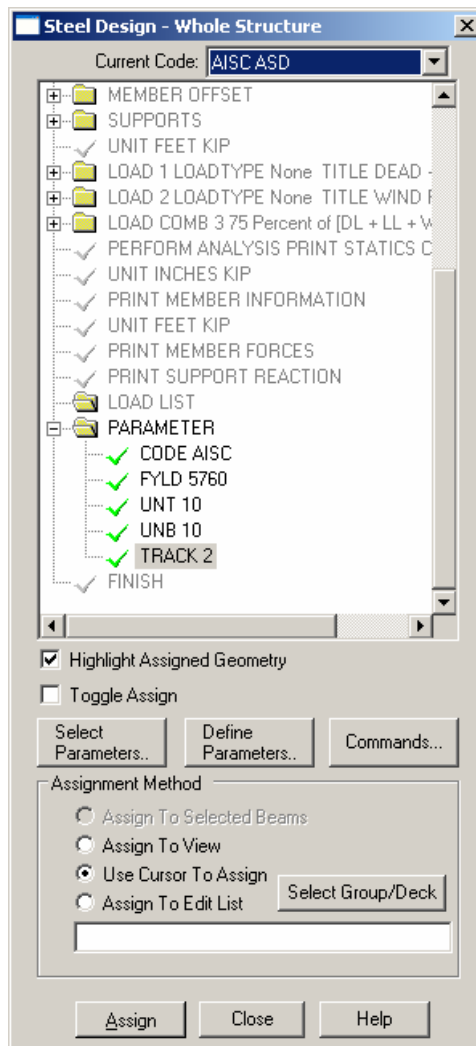 Steel Design - Whole Structure
Current Code: AISC ASD
MEMBER OFFSET
SUPPORTS
UNIT FEET KIP
LOAD 1 LOADTYPE None TITLE DEAD -
LOAD 2 LOADTYPE None TITLE WIND F
LOAD COMB 3 75 Percent of [DL + LL + W
PERFORM ANALYSIS PRINT STATICS C
UNIT INCHES KIP
PRINT MEMBER INFORMATION
UNIT FEET KIP
PRINT MEMBER FORCES
PRINT SUPPORT REACTION
LOAD LIST
PARAMETER
CODE AISC
FYLD 5760
UNT 10
UNB 10
TRACK 2
FINISH
Highlight Assigned Geometry
Toggle Assign
Select Parameters.. Define Parameters.. Commands...
Assignment Method
Assign To Selected Beams
Assign To View
Use Cursor To Assign
Assign To Edit List Select Group/Deck
Assign Close Help